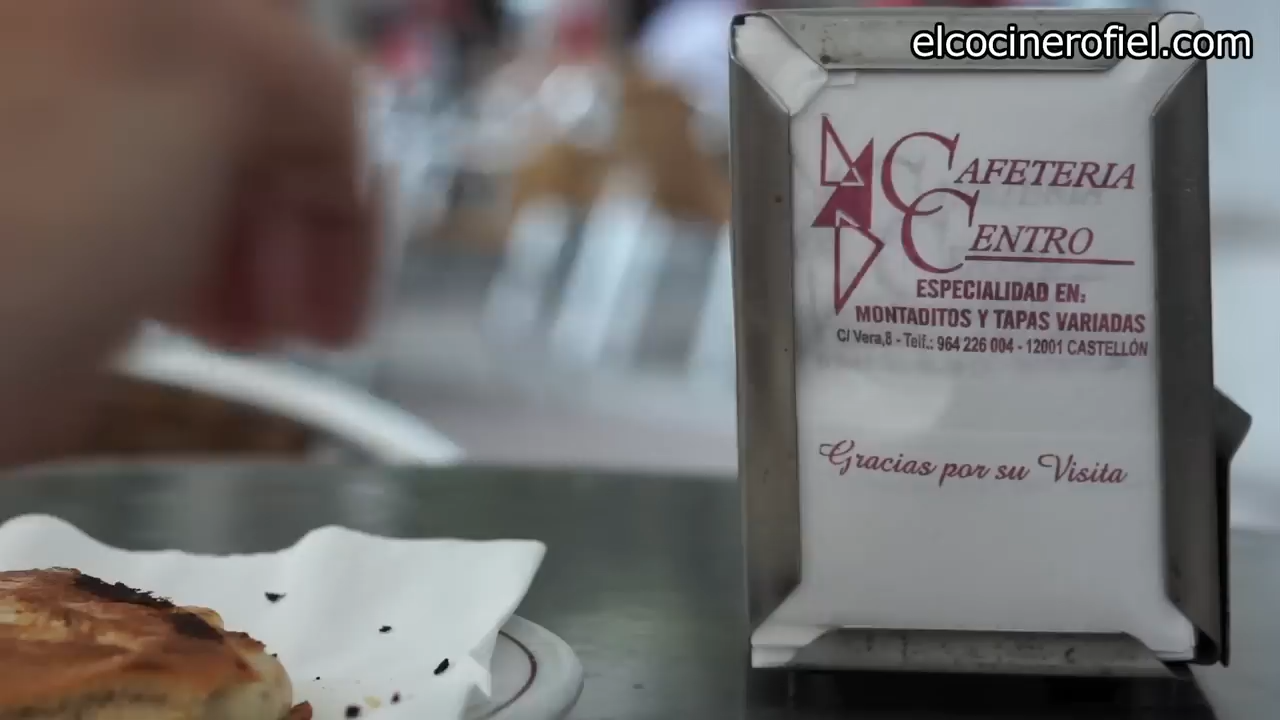 elcocinerofiel.com
CAFETERIA
CENTRO
ESPECIALIDAD EN:
MONTADITOS Y TAPAS VARIADAS
C/ Vera,8 - Telf.: 964 226 004 - 12001 CASTELLÓN
Gracias por su Visita